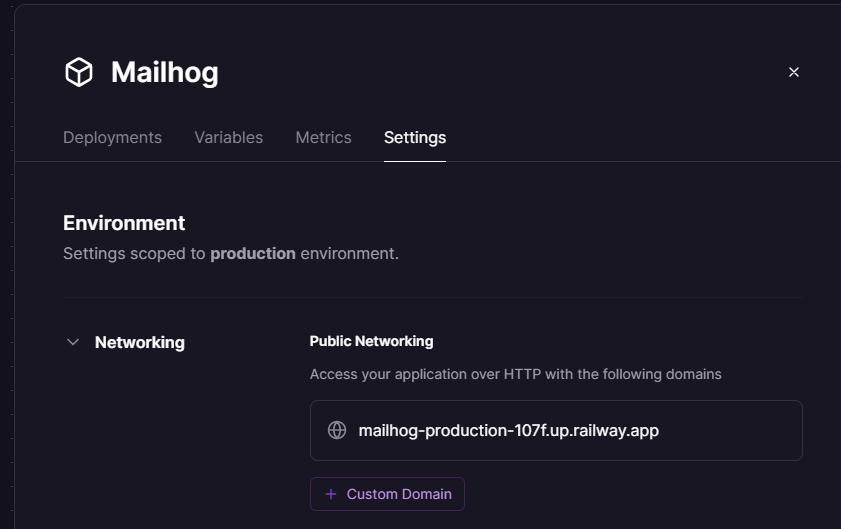 Mailhog
Deployments Variables Metrics Settings
Environment
Settings scoped to production environment.
Networking
Public Networking
Access your application over HTTP with the following domains
mailhog-production-107f.up.railway.app
+ Custom Domain